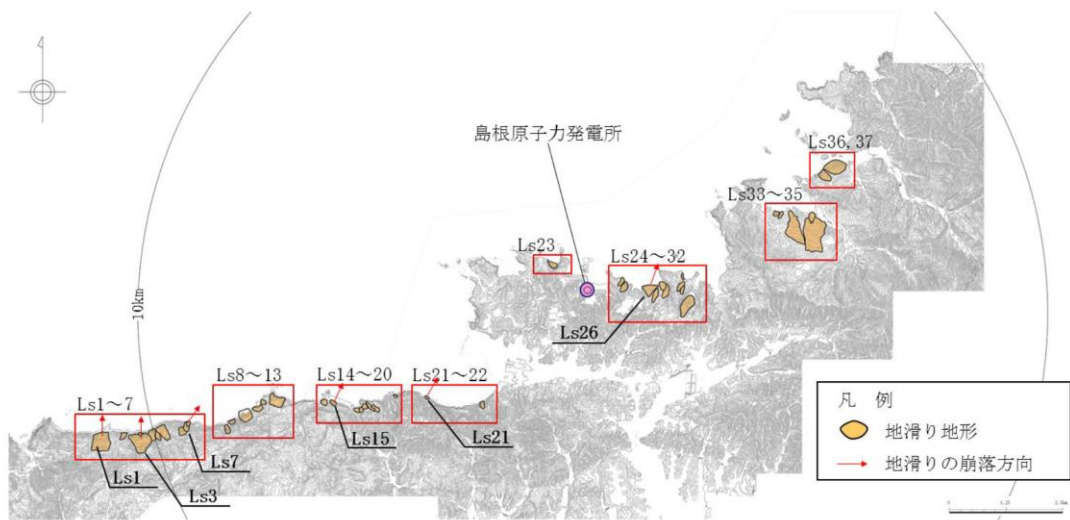 島根原子力発電所
Ls36, 37
Ls33～35
Ls23
Ls24～32
Ls26
10km
Ls8～13
Ls14～20
Ls21～22
Ls1～7
Ls15
Ls21
Ls7
Ls1
Ls3
凡 例
地滑り地形
地滑りの崩落方向